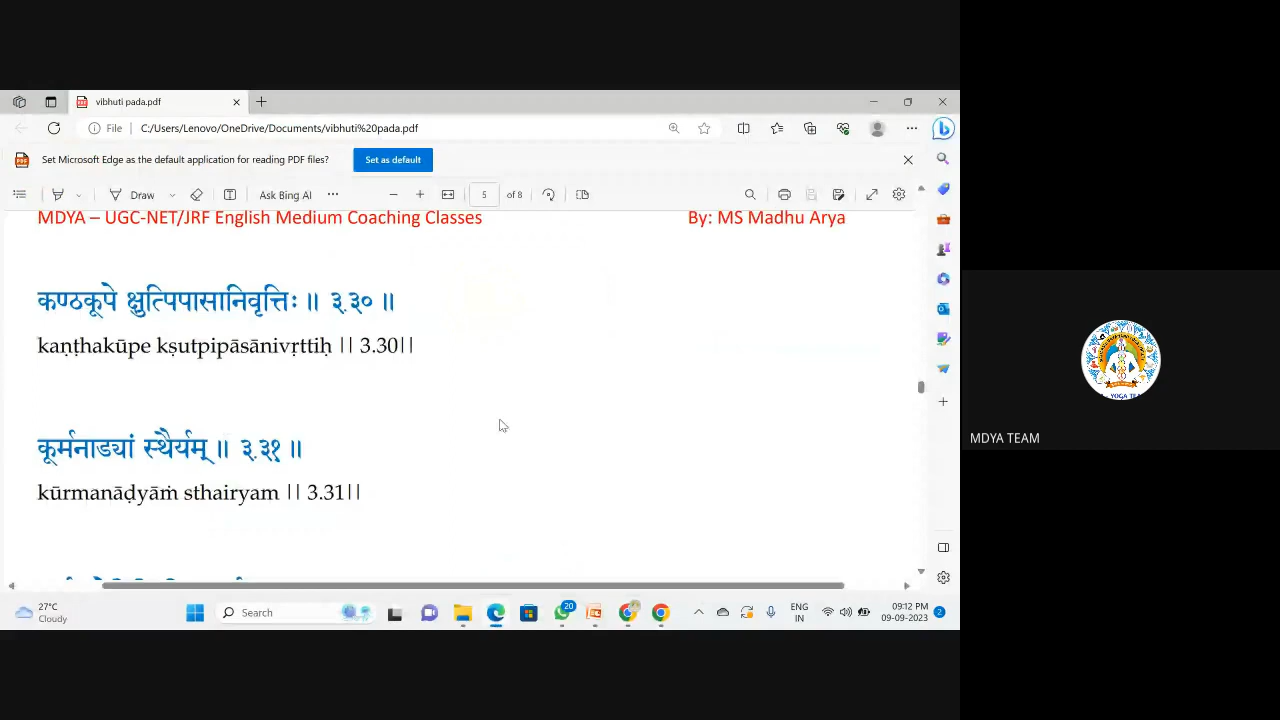 vibhuti pada.pdf
File C:/Users/Lenovo/OneDrive/Documents/vibhuti%20pada.pdf
Set Microsoft Edge as the default application for reading PDF files? Set as default
Draw Ask Bing AI 5 of 8
MDYA – UGC-NET/JRF English Medium Coaching Classes By: MS Madhu Arya
कण्ठकूपे क्षुत्पिपासानिवृत्तिः ॥ ३.३० ॥
kaṇṭhakūpe kṣutpipāsānivṛttiḥ || 3.30||
कूर्मनाड्यां स्थैर्यम् ॥ ३.३१ ॥
kūrmanāḍyāṁ sthairyam || 3.31||
MDYA TEAM
27°C
Cloudy
Search
20
ENG
IN
09:12 PM
09-09-2023
2